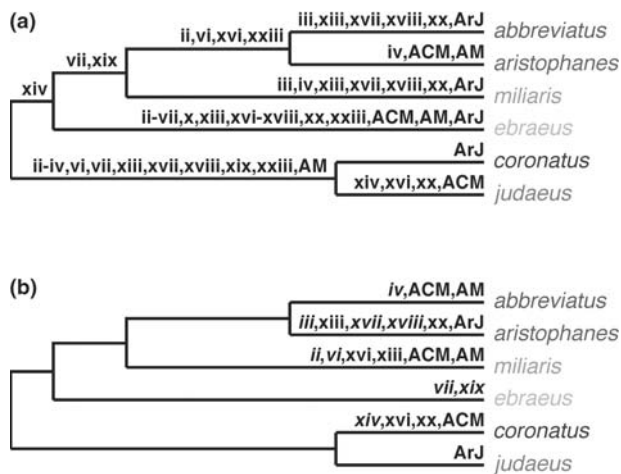 (a)
iii,xiii,xvii,xviii,xx,ArJ
abbreviatus
ii,vi,xvi,xxiii
iv,ACM,AM
aristophanes
vii,xix
iii,iv,xiii,xvii,xviii,xx,ArJ
miliaris
xiv
ii-vii,x,xiii,xvi-xviii,xx,xxiii,ACM,AM,ArJ
ebraeus
ArJ
coronatus
ii-iv,vi,vii,xiii,xvii,xviii,xix,xxiii,AM
xiv,xvi,xx,ACM
judaeus
(b)
iv,ACM,AM
abbreviatus
iii,xiii,xvii,xviii,xx,ArJ
aristophanes
ii,vi,xvi,xiii,ACM,AM
miliaris
vii,xix
ebraeus
xiv,xvi,xx,ACM
coronatus
ArJ
judaeus